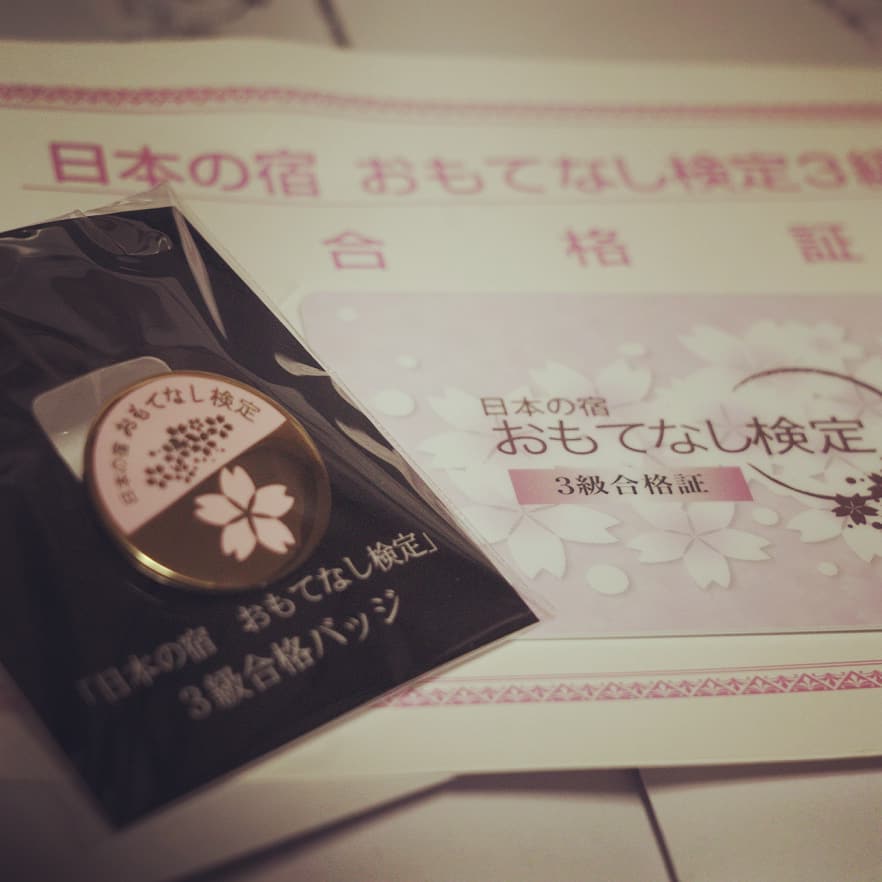 日本の宿 おもてなし検定3級
合格証
日本の宿
おもてなし検定
3級合格証
日本の宿 おもてなし検定
「日本の宿 おもてなし検定」
3級合格バッジ